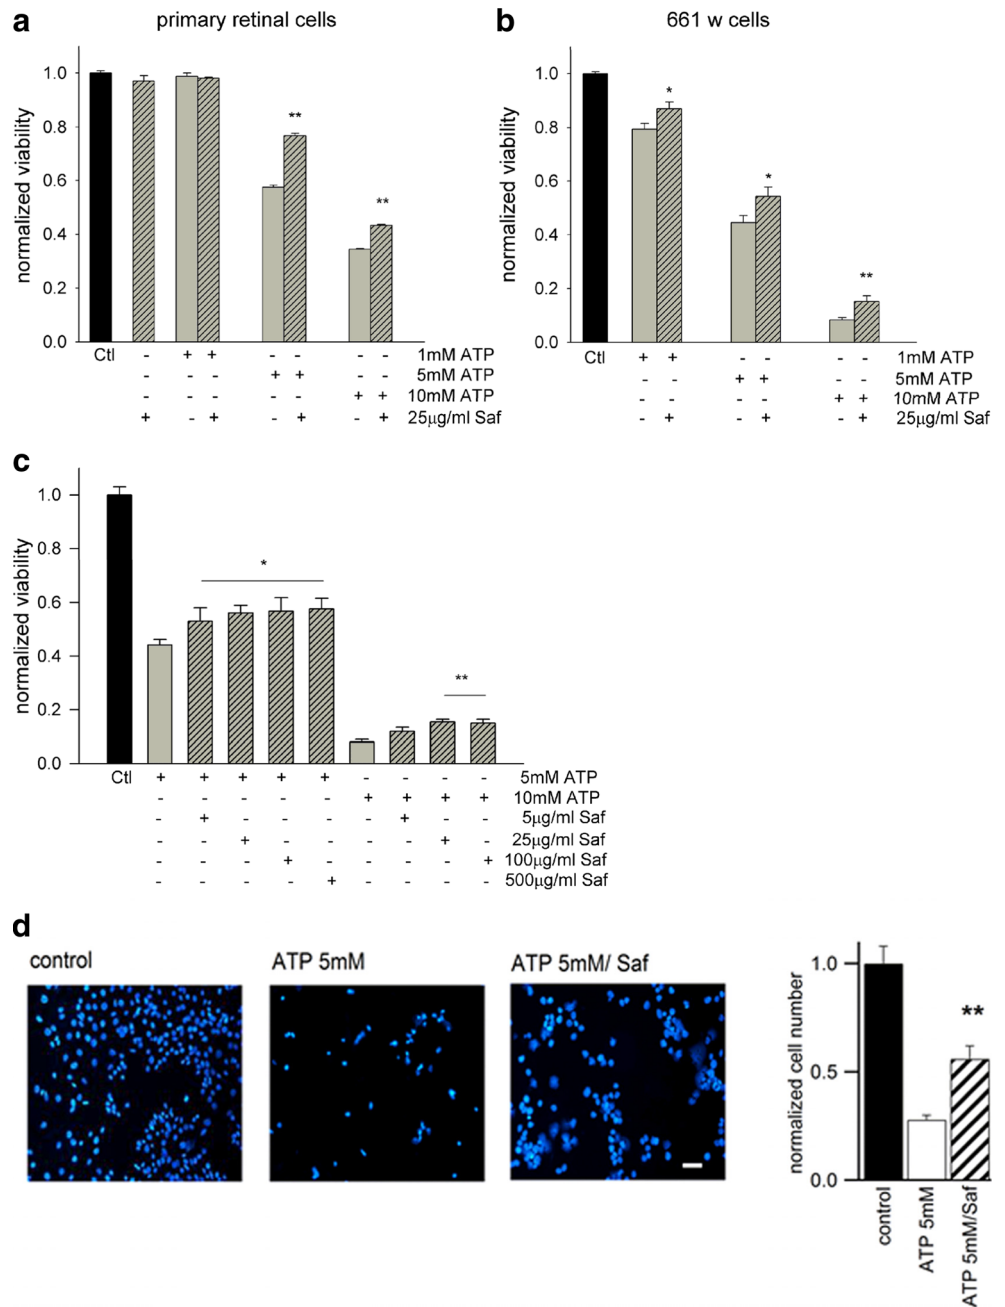 a primary retinal cells
normalized viability
1.0
0.8
0.6
0.4
0.2
0.0
**
**
Ctl - + + - - - - 1mM ATP
- - - + + - - 5mM ATP
- - - - - + + 10mM ATP
+ - + - + - + 25µg/ml Saf
b 661 w cells
normalized viability
1.0
0.8
0.6
0.4
0.2
0.0
*
*
**
Ctl + + - - - - 1mM ATP
- - + + - - 5mM ATP
- - - - + + 10mM ATP
- + - + - + 25µg/ml Saf
c
normalized viability
1.0
0.8
0.6
0.4
0.2
0.0
*
**
Ctl + + + + + - - - - 5mM ATP
- - - - - + + + + 10mM ATP
- + - - - - + - - 5µg/ml Saf
- - + - - - - + - 25µg/ml Saf
- - - + - - - - + 100µg/ml Saf
- - - - + - - - - 500µg/ml Saf
d
control
ATP 5mM
ATP 5mM/ Saf
normalized cell number
1.0
0.5
0.0
**
control
ATP 5mM
ATP 5mM/Saf